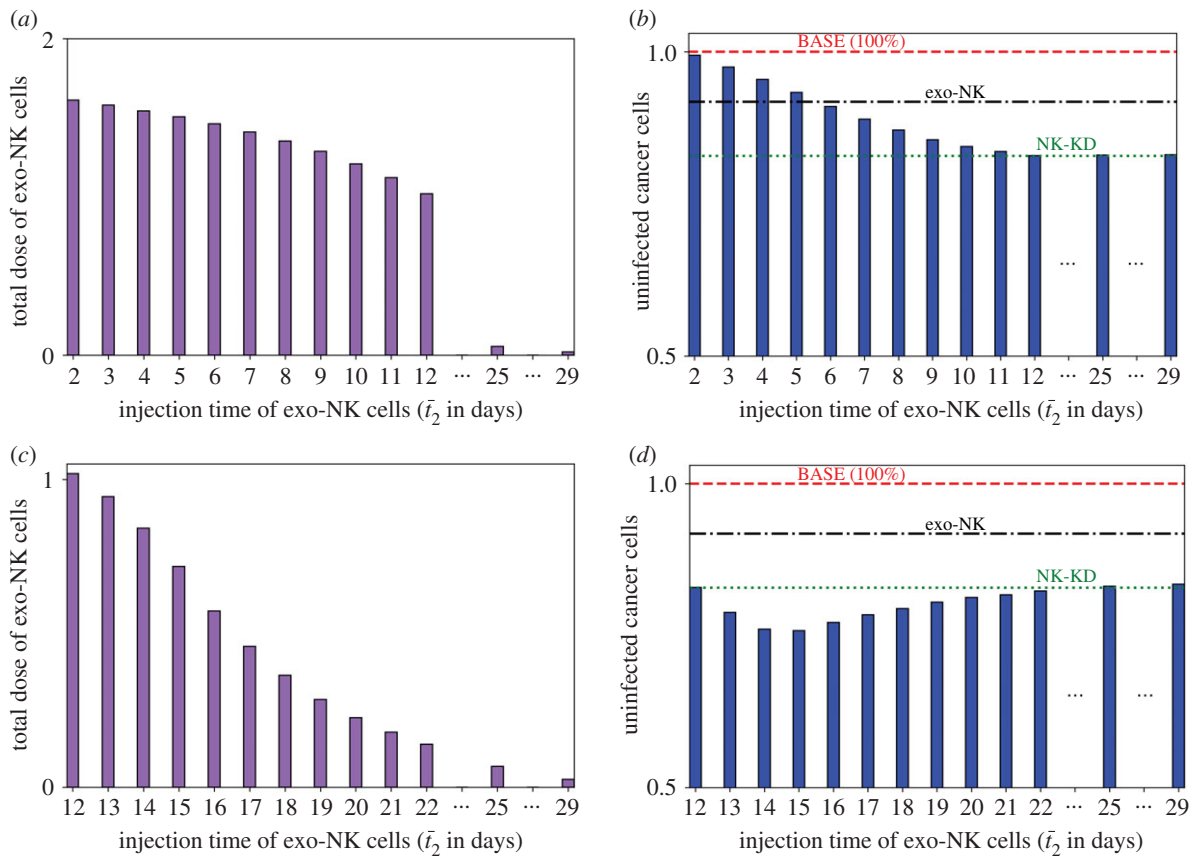 (a)
2
total dose of exo-NK cells
0
2 3 4 5 6 7 8 9 10 11 12 ... 25 ... 29
injection time of exo-NK cells (t̄2 in days)
(b)
BASE (100%)
1.0
exo-NK
NK-KD
uninfected cancer cells
... ...
0.5
2 3 4 5 6 7 8 9 10 11 12 ... 25 ... 29
injection time of exo-NK cells (t̄2 in days)
(c)
1
total dose of exo-NK cells
0
12 13 14 15 16 17 18 19 20 21 22 ... 25 ... 29
injection time of exo-NK cells (t̄2 in days)
(d)
BASE (100%)
1.0
exo-NK
NK-KD
uninfected cancer cells
... ...
0.5
12 13 14 15 16 17 18 19 20 21 22 ... 25 ... 29
injection time of exo-NK cells (t̄2 in days)